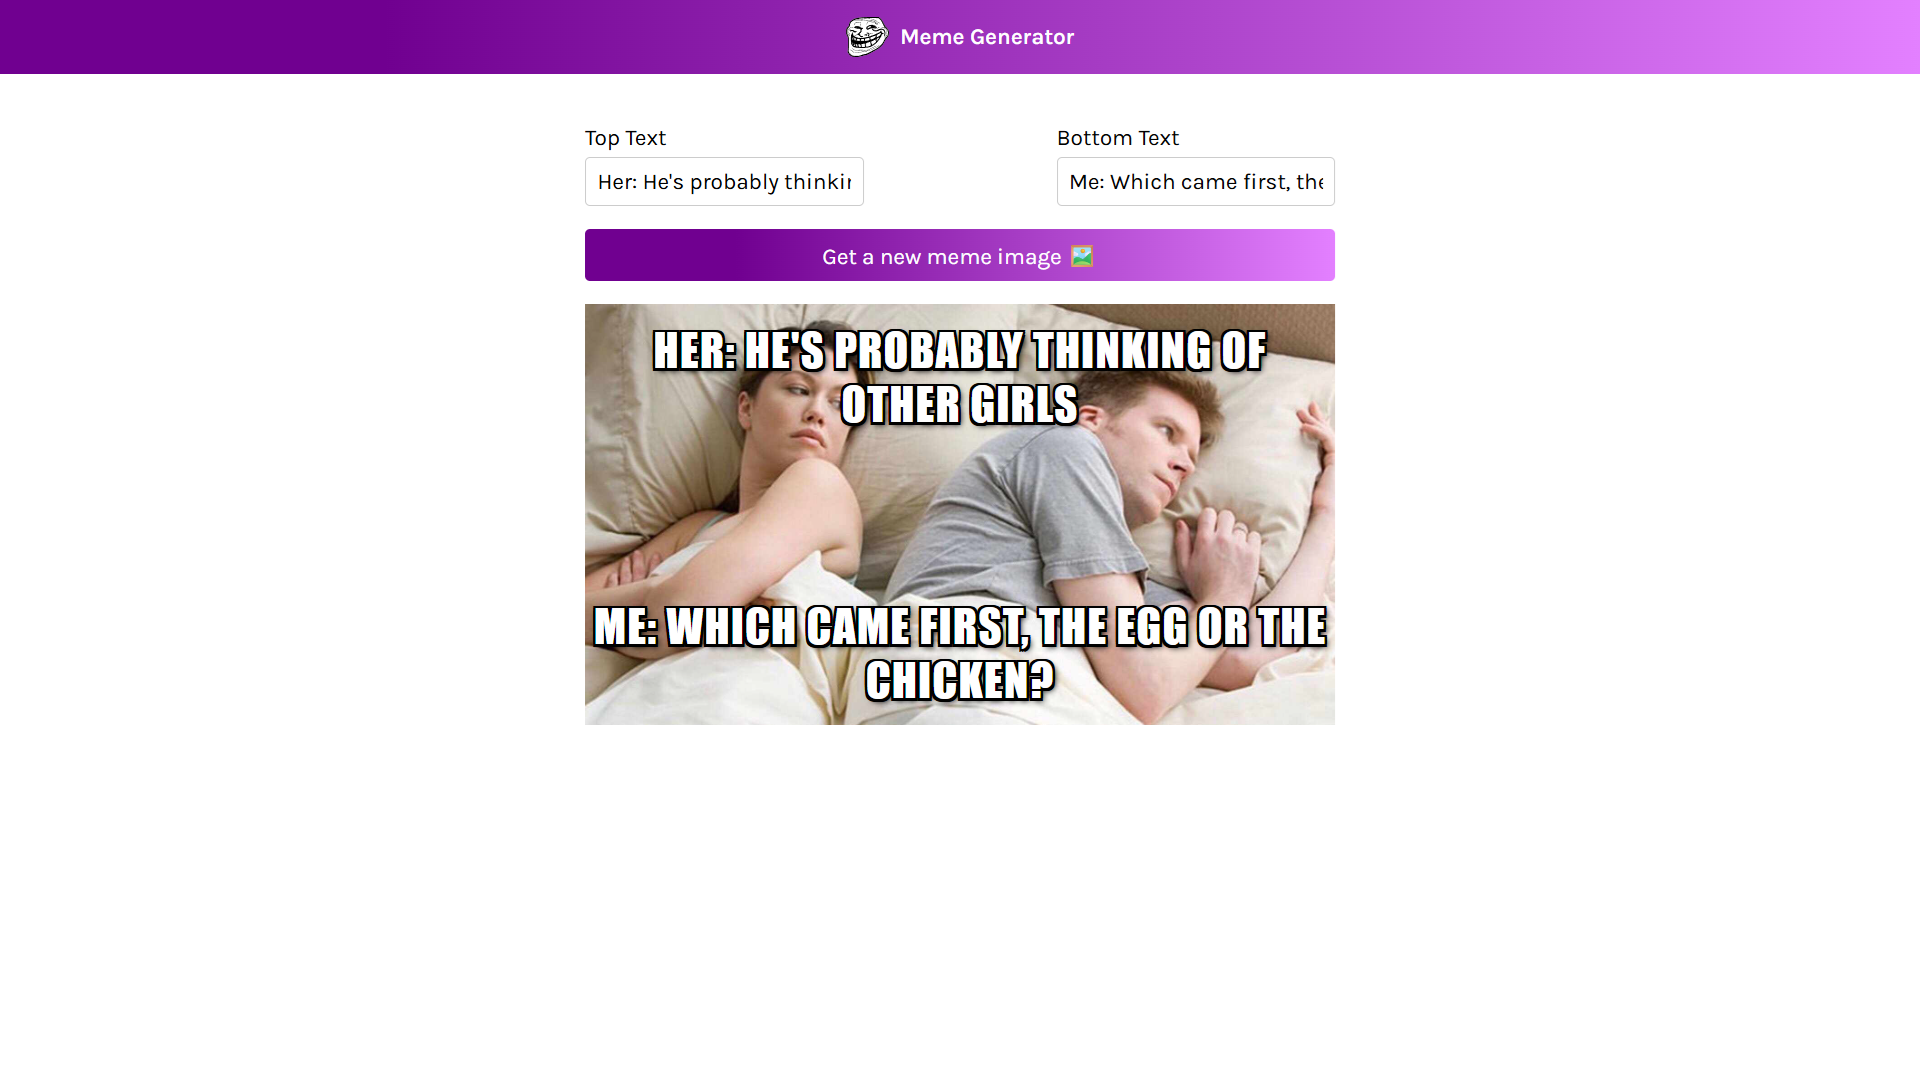 Meme Generator
Top Text
Bottom Text
Her: He's probably thinkin
Me: Which came first, the
Get a new meme image
HER: HE'S PROBABLY THINKING OF
OTHER GIRLS
ME: WHICH CAME FIRST, THE EGG OR THE
CHICKEN?